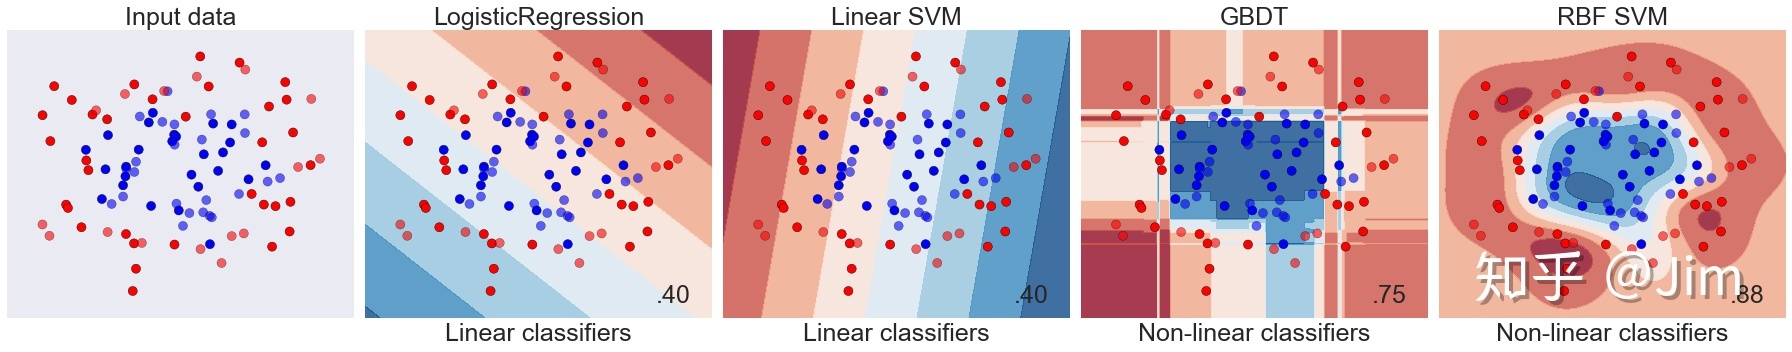 Input data
LogisticRegression
Linear SVM
GBDT
RBF SVM
.40
.40
.75
.88
知乎 @Jim
Linear classifiers
Linear classifiers
Non-linear classifiers
Non-linear classifiers